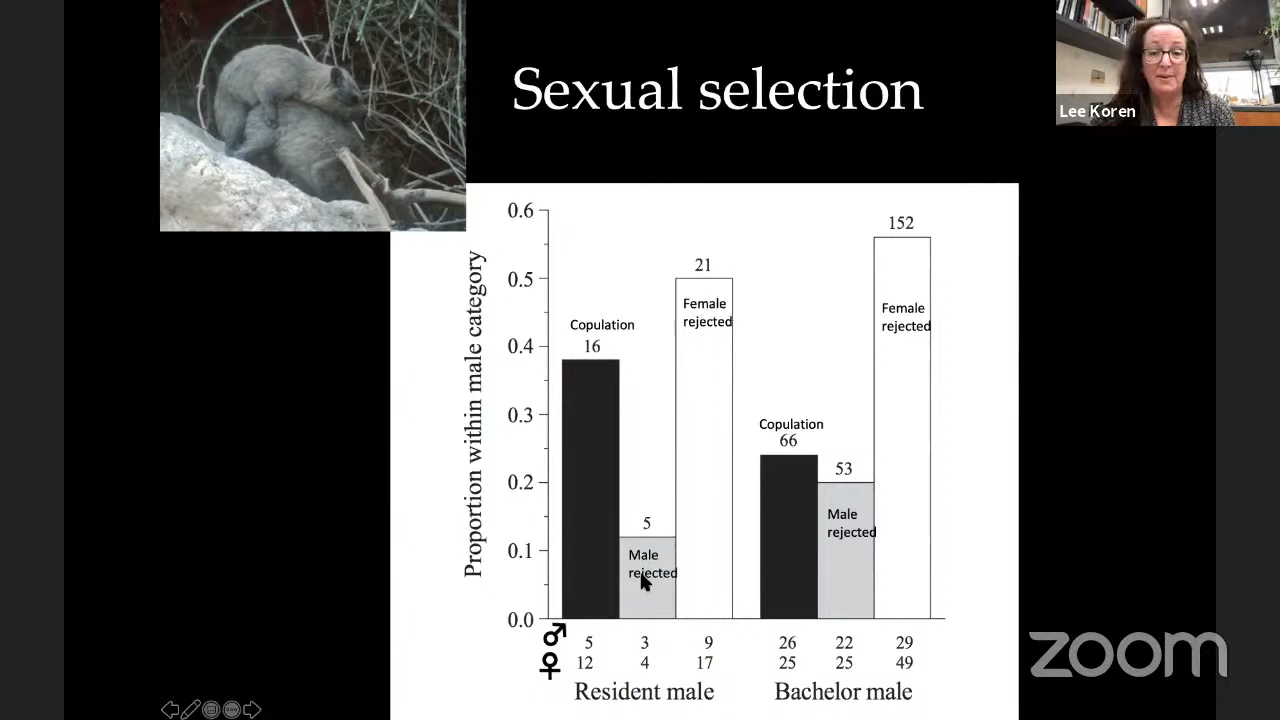 Sexual selection
Lee Koren
Proportion within male category
0.6
0.5
0.4
0.3
0.2
0.1
0.0
Copulation
16
5
Male
rejected
21
Female
rejected
Copulation
66
53
Male
rejected
152
Female
rejected
♂ 5 3 9 26 22 29
♀ 12 4 17 25 25 49
Resident male Bachelor male
zoom